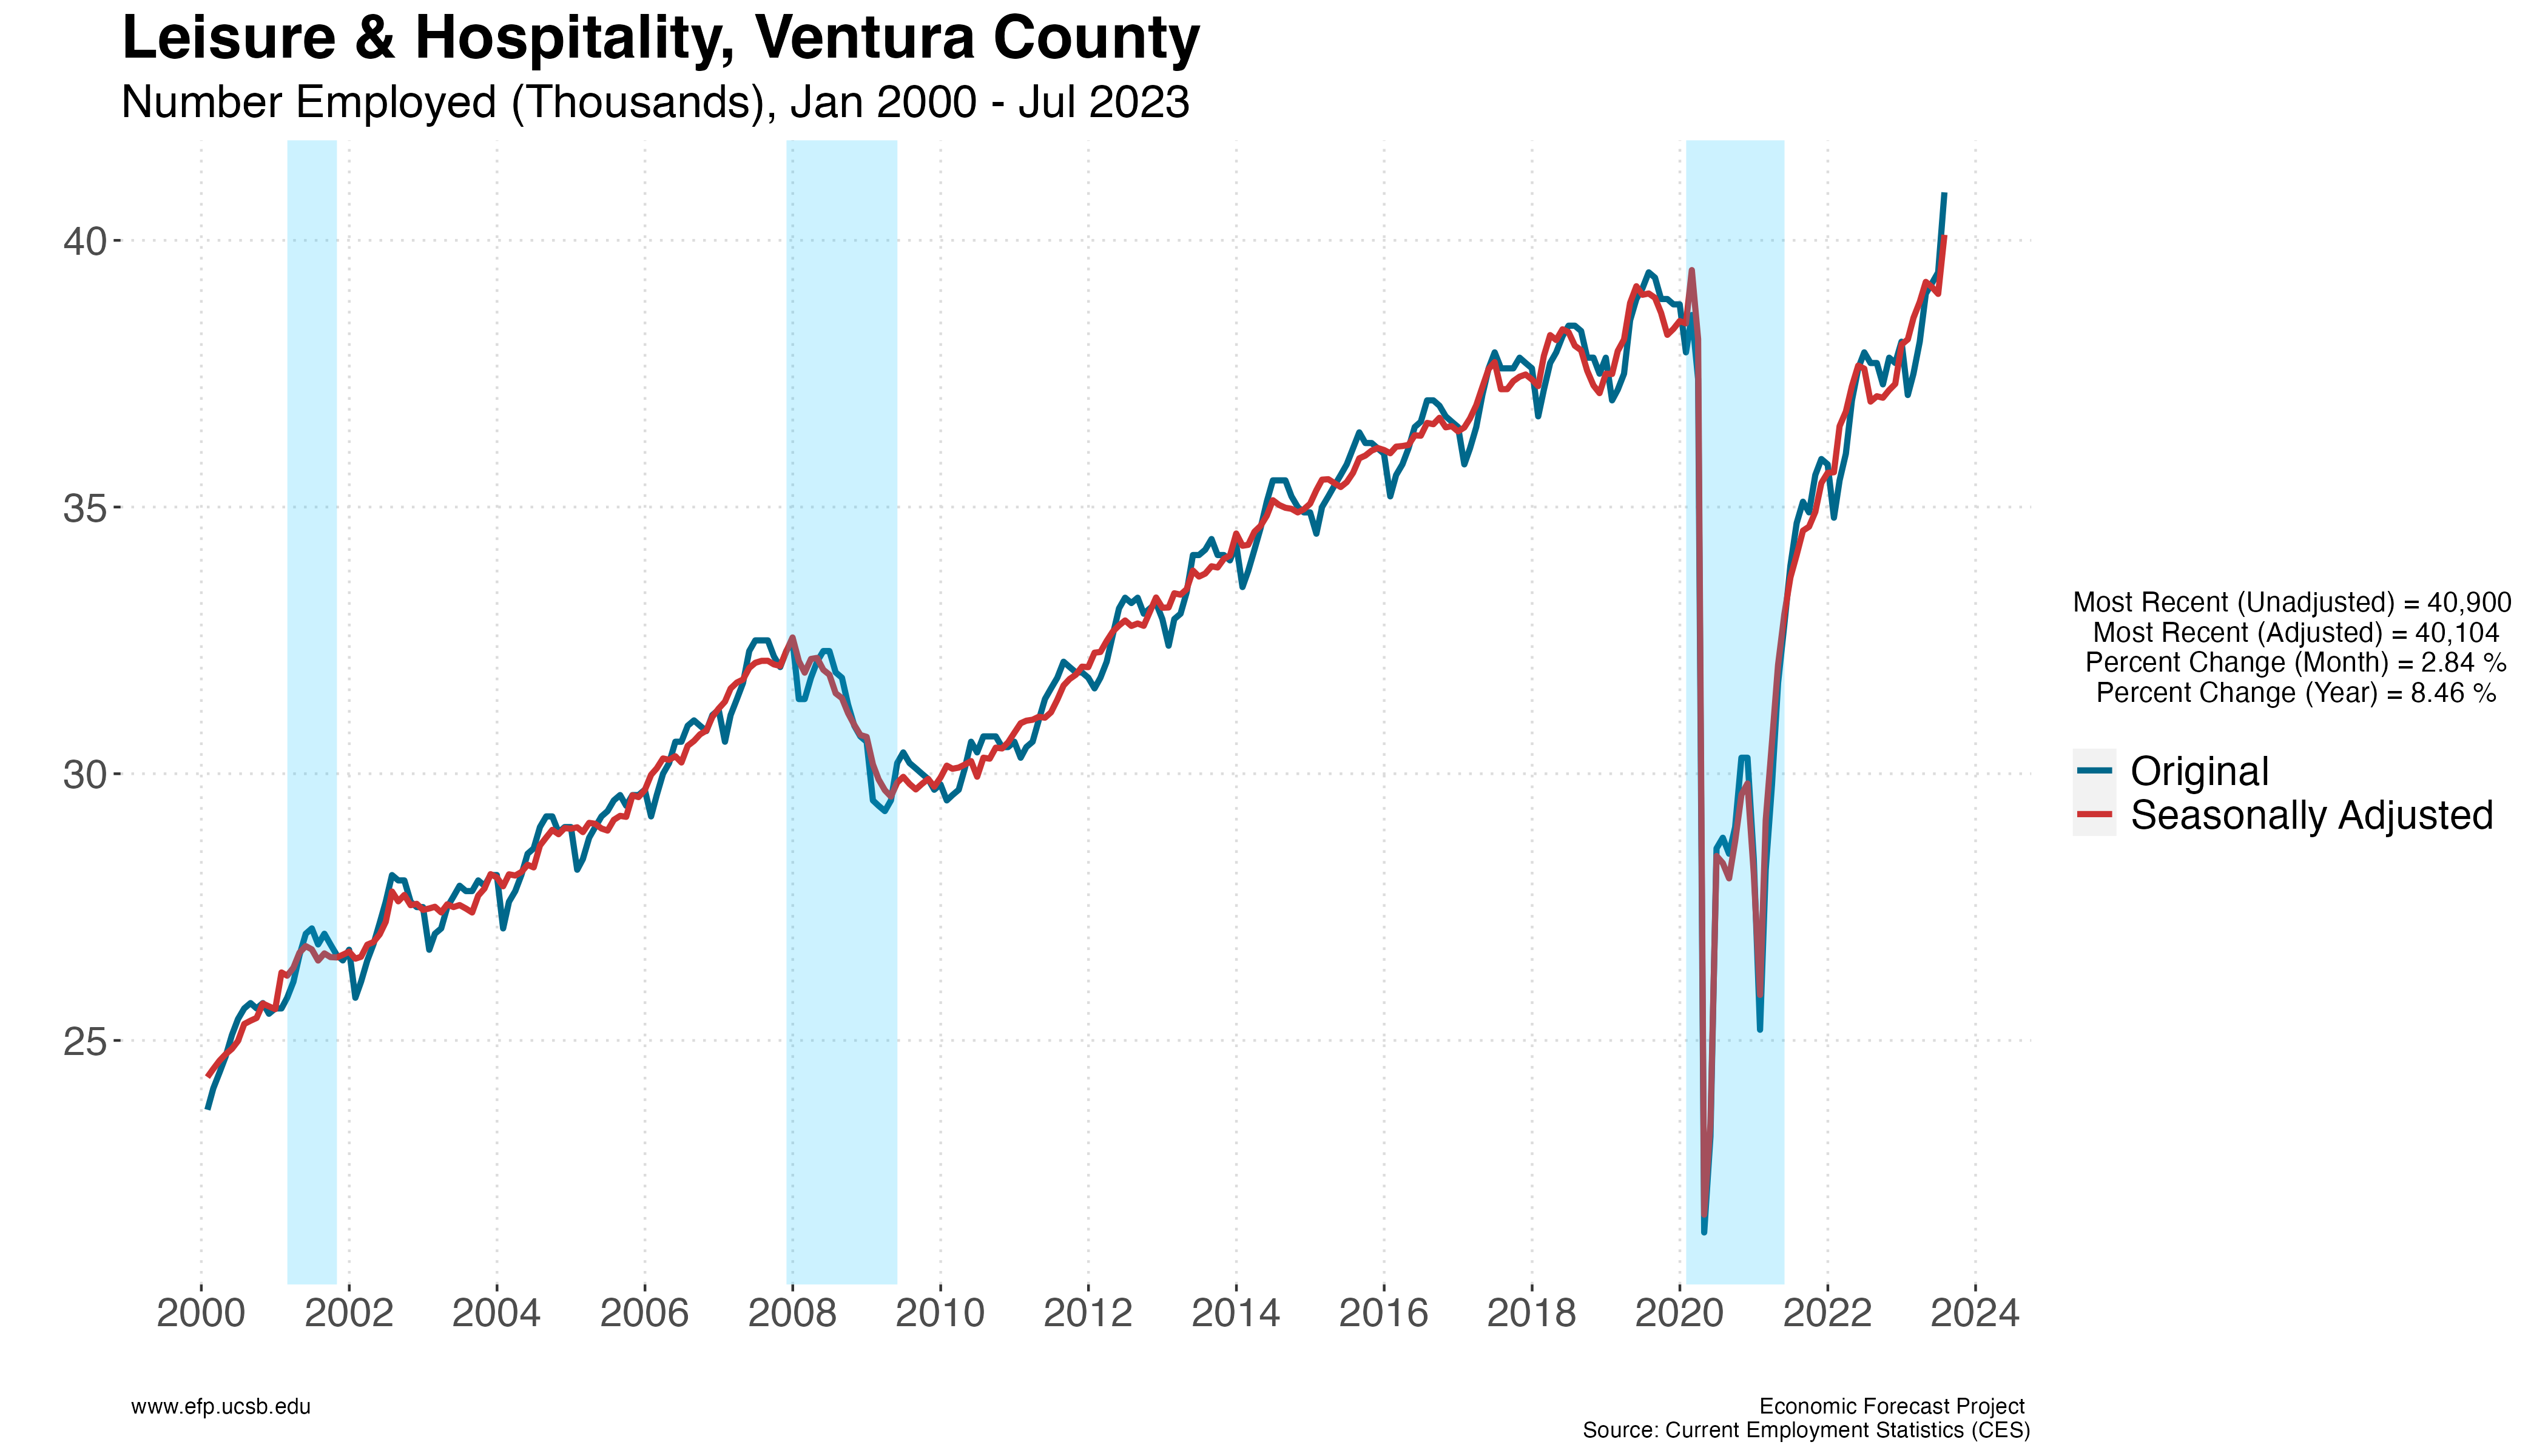 Leisure & Hospitality, Ventura County
Number Employed (Thousands), Jan 2000 - Jul 2023
40
35
30
25
2000 2002 2004 2006 2008 2010 2012 2014 2016 2018 2020 2022 2024
Most Recent (Unadjusted) = 40,900
Most Recent (Adjusted) = 40,104
Percent Change (Month) = 2.84 %
Percent Change (Year) = 8.46 %
Original
Seasonally Adjusted
www.efp.ucsb.edu
Economic Forecast Project
Source: Current Employment Statistics (CES)